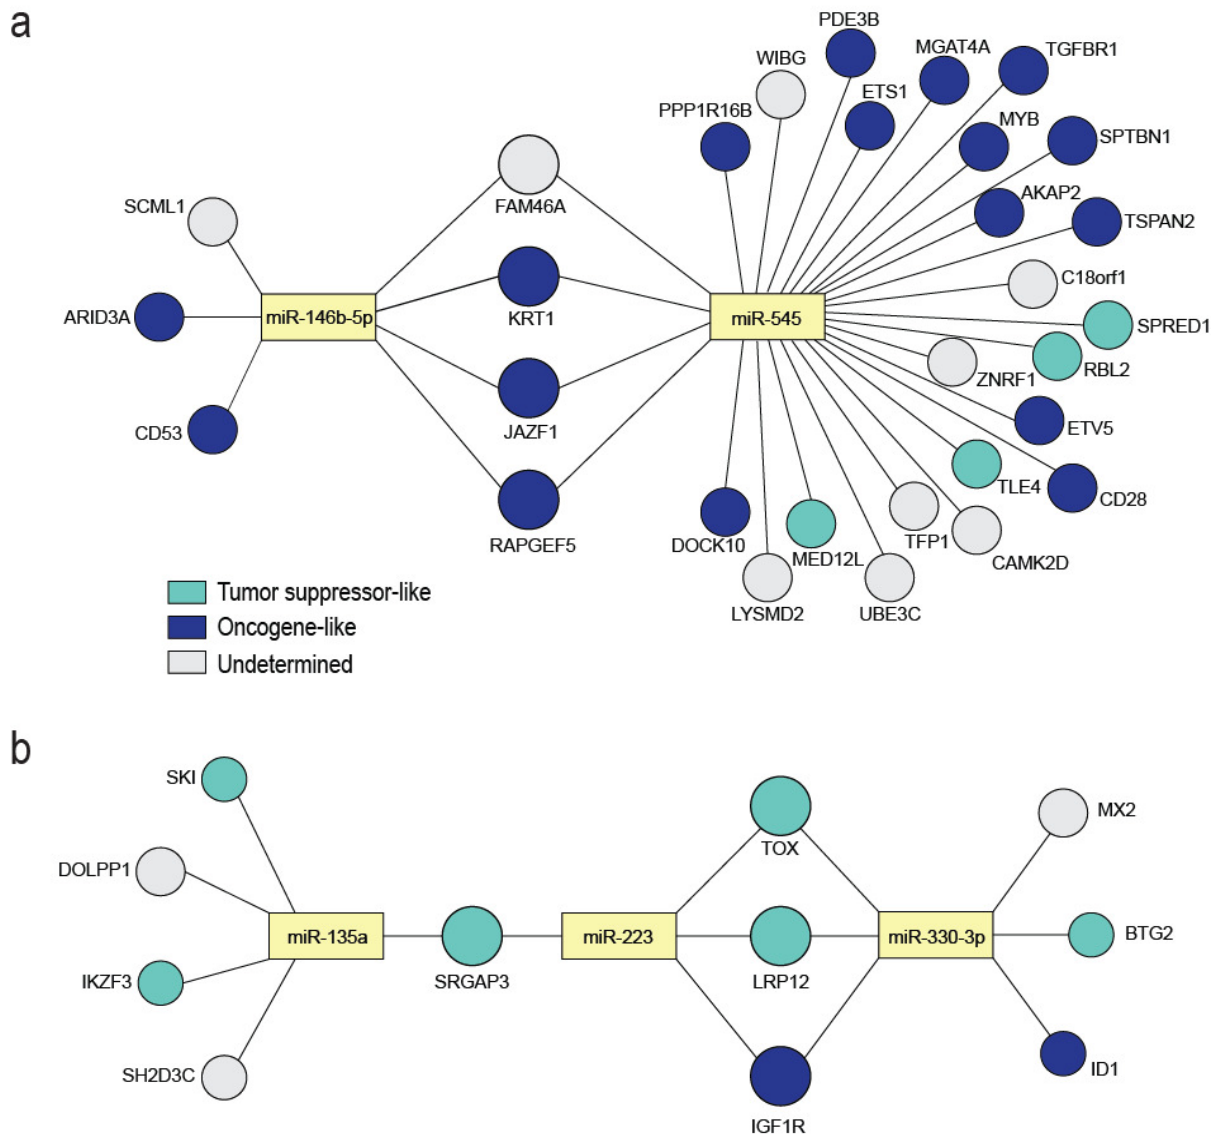 a
PDE3B
MGAT4A
TGFBR1
WIBG
ETS1
PPP1R16B
MYB
SPTBN1
SCML1
FAM46A
AKAP2
TSPAN2
C18orf1
ARID3A
miR-146b-5p
KRT1
miR-545
SPRED1
ZNRF1
RBL2
CD53
JAZF1
ETV5
TLE4
CD28
RAPGEF5
DOCK10
MED12L
TFP1
CAMK2D
LYSMD2
UBE3C
Tumor suppressor-like
Oncogene-like
Undetermined
b
SKI
MX2
TOX
DOLPP1
miR-135a
miR-223
miR-330-3p
BTG2
IKZF3
SRGAP3
LRP12
SH2D3C
ID1
IGF1R